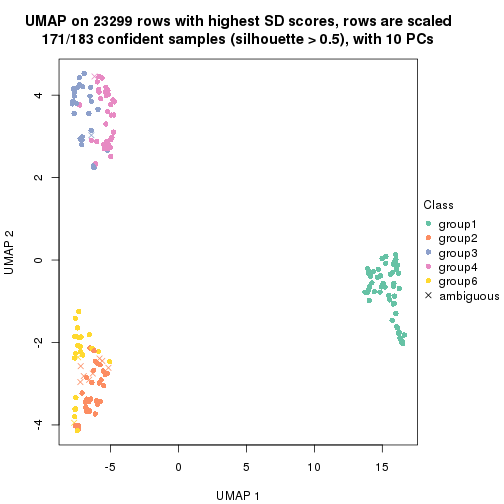 UMAP on 23299 rows with highest SD scores, rows are scaled
171/183 confident samples (silhouette > 0.5), with 10 PCs
UMAP 2
4
2
0
-2
-4
-5
0
5
10
15
UMAP 1
Class
group1
group2
group3
group4
group6
ambiguous